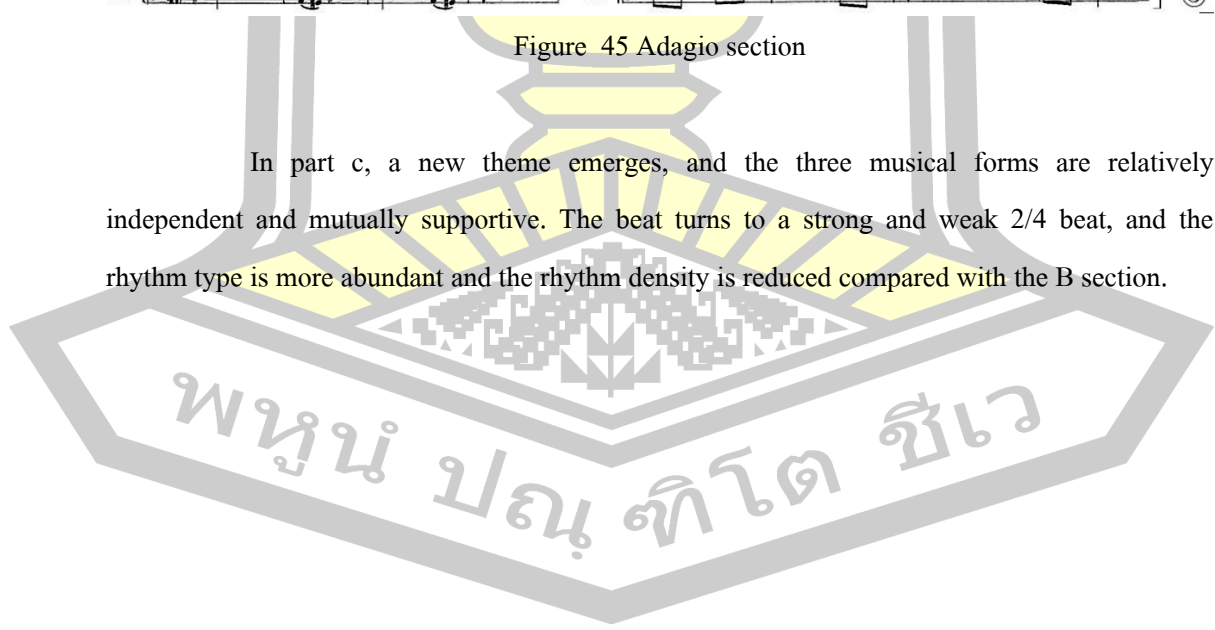 Figure 45 Adagio section
In part c, a new theme emerges, and the three musical forms are relatively
independent and mutually supportive. The beat turns to a strong and weak 2/4 beat, and the
rhythm type is more abundant and the rhythm density is reduced compared with the B section.
พหูนํ ปณฺฑิโต ชีเว